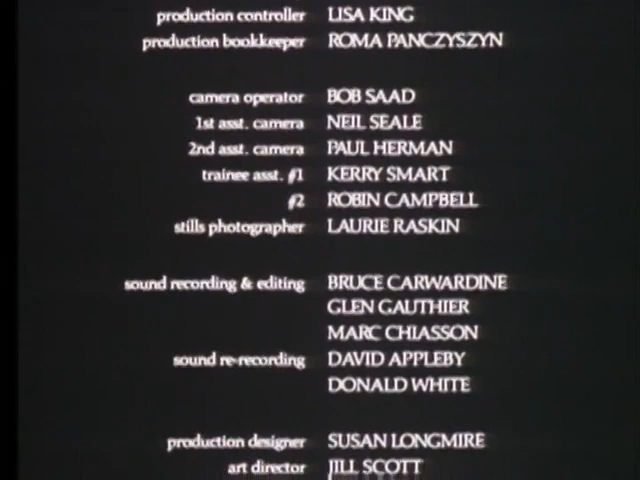 production controller LISA KING
production bookkeeper ROMA PANCZYSZYN
camera operator BOB SAAD
1st asst. camera NEIL SEALE
2nd asst. camera PAUL HERMAN
trainee asst. #1 KERRY SMART
#2 ROBIN CAMPBELL
stills photographer LAURIE RASKIN
sound recording & editing BRUCE CARWARDINE
GLEN GAUTHIER
MARC CHIASSON
sound re-recording DAVID APPLEBY
DONALD WHITE
production designer SUSAN LONGMIRE
art director JILL SCOTT